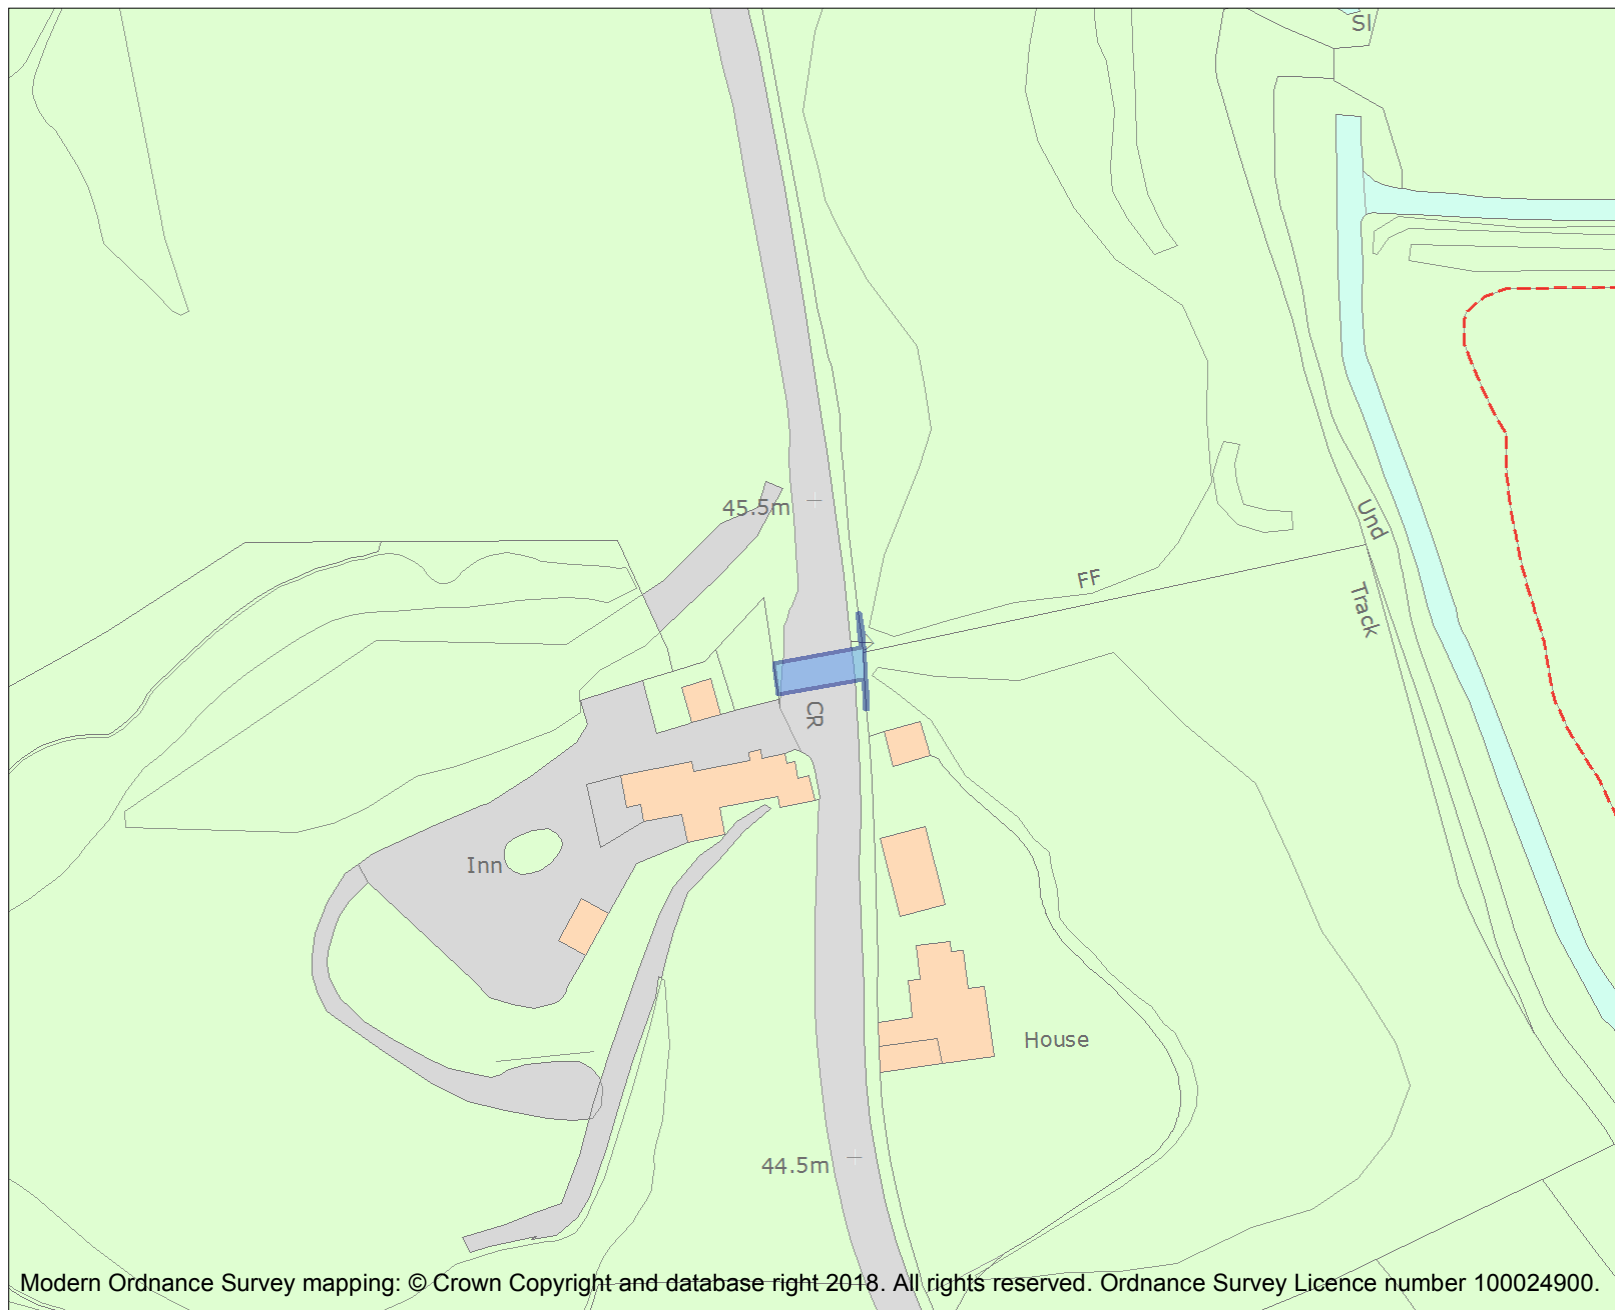 Sl
45.5m
Und
FF
Track
CR
Inn
House
44.5m
Modern Ordnance Survey mapping: © Crown Copyright and database right 2018. All rights reserved. Ordnance Survey Licence number 100024900.